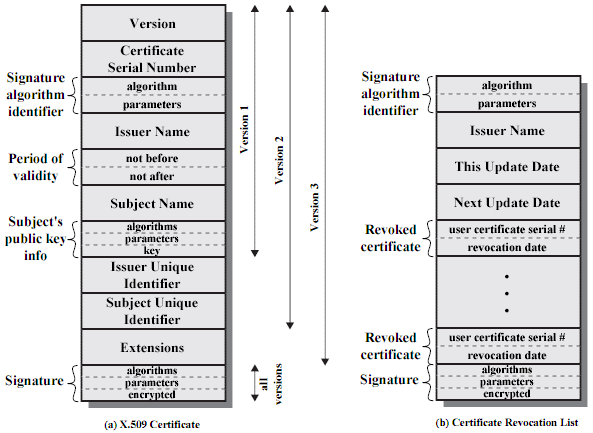 Version
Certificate
Serial Number
Signature
algorithm
identifier
algorithm
parameters
Issuer Name
Period of
validity
not before
not after
Subject Name
Subject's
public key
info
algorithms
parameters
key
Issuer Unique
Identifier
Subject Unique
Identifier
Extensions
Signature
algorithms
parameters
encrypted
Version 1
Version 2
Version 3
all
versions
(a) X.509 Certificate
Signature
algorithm
identifier
algorithm
parameters
Issuer Name
This Update Date
Next Update Date
Revoked
certificate
user certificate serial #
revocation date
•
•
•
Revoked
certificate
user certificate serial #
revocation date
Signature
algorithms
parameters
encrypted
(b) Certificate Revocation List